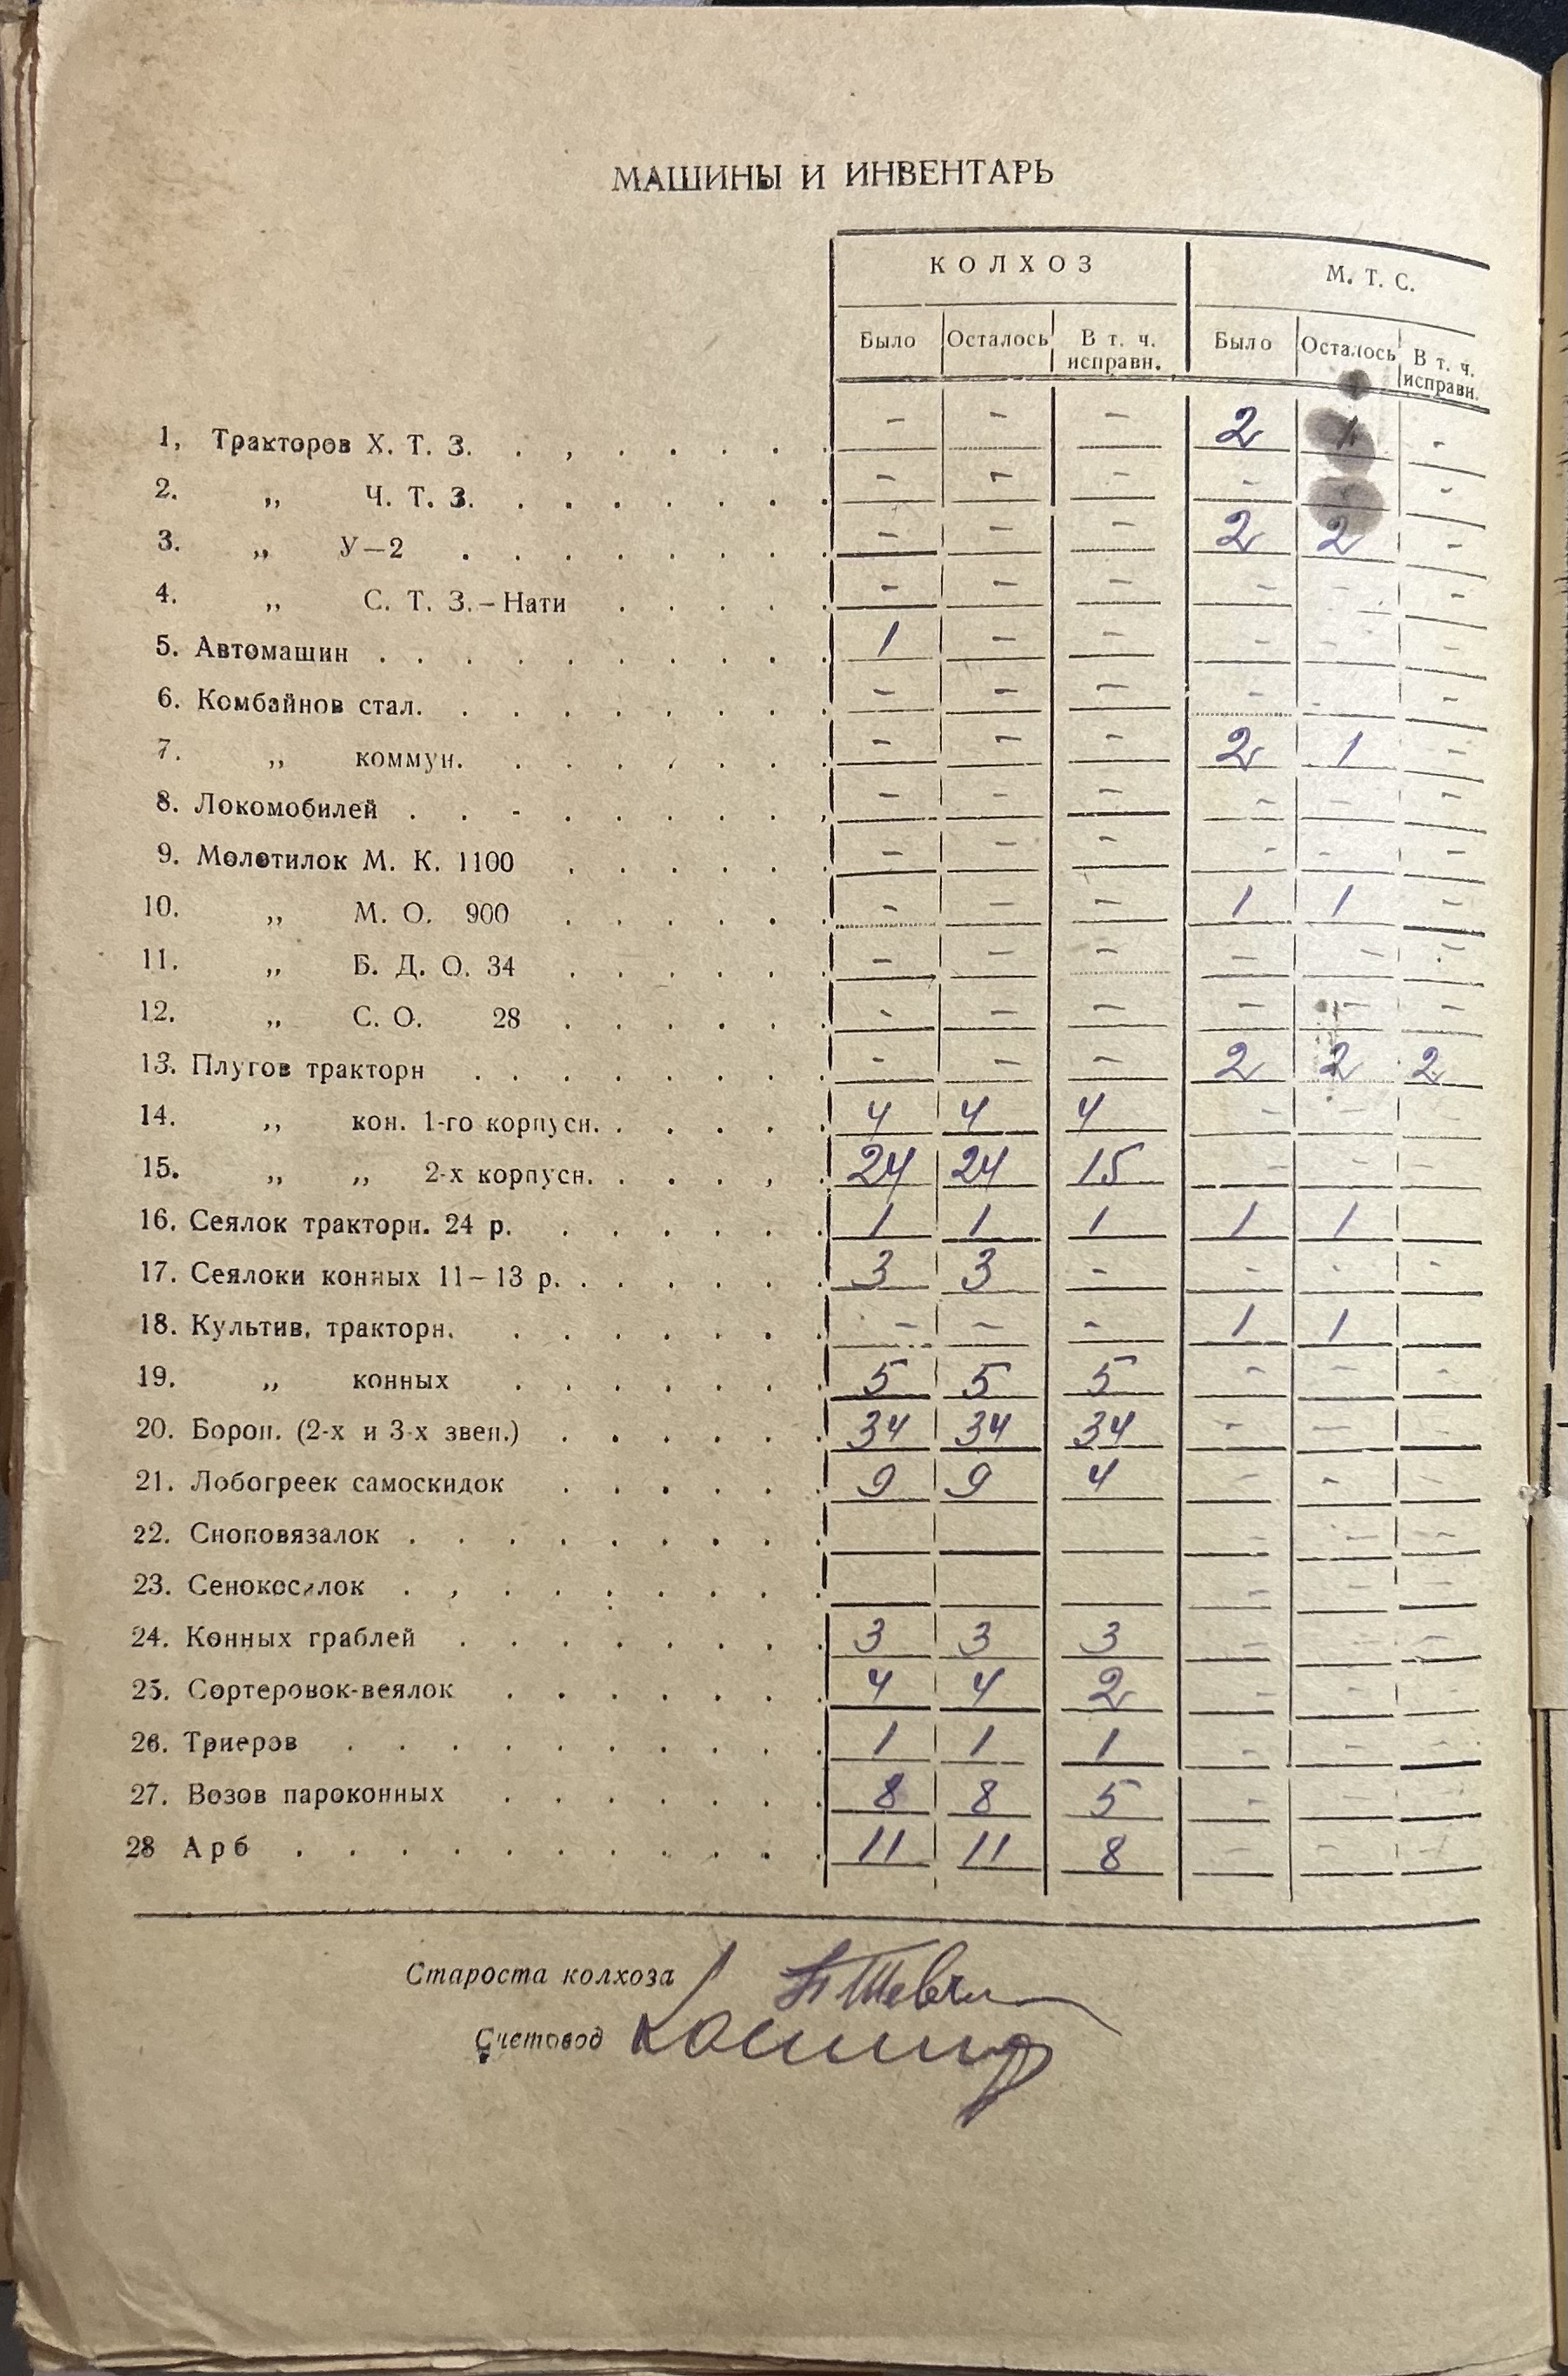 МАШИНЫ И ИНВЕНТАРЬ
КОЛХОЗ М. Т. С.
Было Осталось В т. ч. исправн. Было Осталось В т. ч. исправн.
1, Тракторов Х. Т. З. . , . . . . . - - - 2 1 -
2. „ Ч. Т. З. . . . . . . . - - - - - -
3. „ У—2 . . . . . . . . - - - 2 2 -
4. „ С. Т. З.-Нати . . . . . - - - - - -
5. Автомашин . . . . . . . . . . 1 - - - - -
6. Комбайнов стал. . . . . . . . . - - - - - -
7. „ коммун. . . . . . . . - - - 2 1 -
8. Локомобилей . . - . . . . . , - - - - - -
9. Молотилок М. К. 1100 . . . . . . - - - - - -
10. „ М. О. 900 . . . . . . - - - 1 1 -
11. „ Б. Д. О. 34 . . . . . . - - - - - -
12. „ С. О. 28 . . . . . . - - - - - -
13. Плугов тракторн . . . . . . . . - - - 2 2 2
14. „ кон. 1-го корпусн. . . . . . 4 4 4 - - -
15. „ „ 2-х корпусн. . . . , . 24 24 15 - - -
16. Сеялок тракторн. 24 р. . . . . . . 1 1 1 1 1
17. Сеялоки конных 11—13 р. . . . . . . 3 3 - - - -
18. Культив. тракторн. . . . . . . . - - - 1 1
19. „ конных . . . . . . . 5 5 5 - - -
20. Борон. (2-х и 3-х звен.) . . . . . . 34 34 34 - - -
21. Лобогреек самоскидок . . . . . . 9 9 4 - - -
22. Сноповязалок . . . . . . . . . - - -
23. Сенокосилок . , . . . . . . . - - -
24. Конных граблей . . . . . . . . 3 3 3 - - -
25. Сортеровок-веялок . . . . . . . 4 4 2 - - -
26. Триеров . . . . . . . . . . 1 1 1 - - -
27. Возов пароконных . . . . . . . 8 8 5 - - -
28 Арб . . . . . . . . . . . 11 11 8 - - -
Староста колхоза
Счетовод